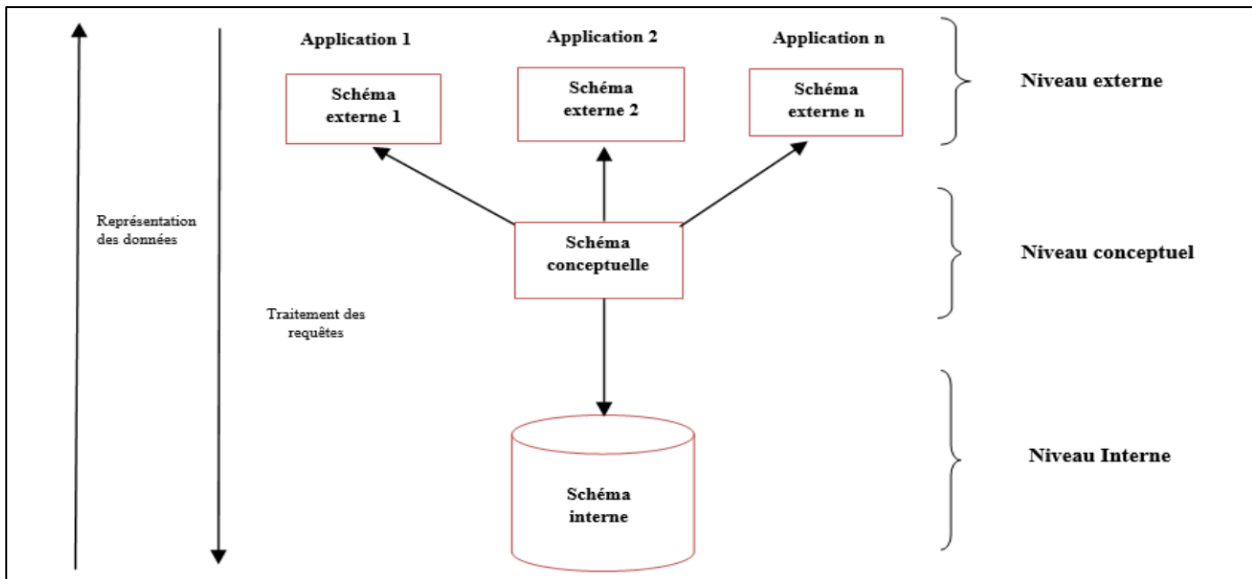 Application 1
Application 2
Application n
Schéma
externe 1
Schéma
externe 2
Schéma
externe n
Niveau externe
Représentation
des données
Schéma
conceptuelle
Niveau conceptuel
Traitement des
requêtes
Schéma
interne
Niveau Interne